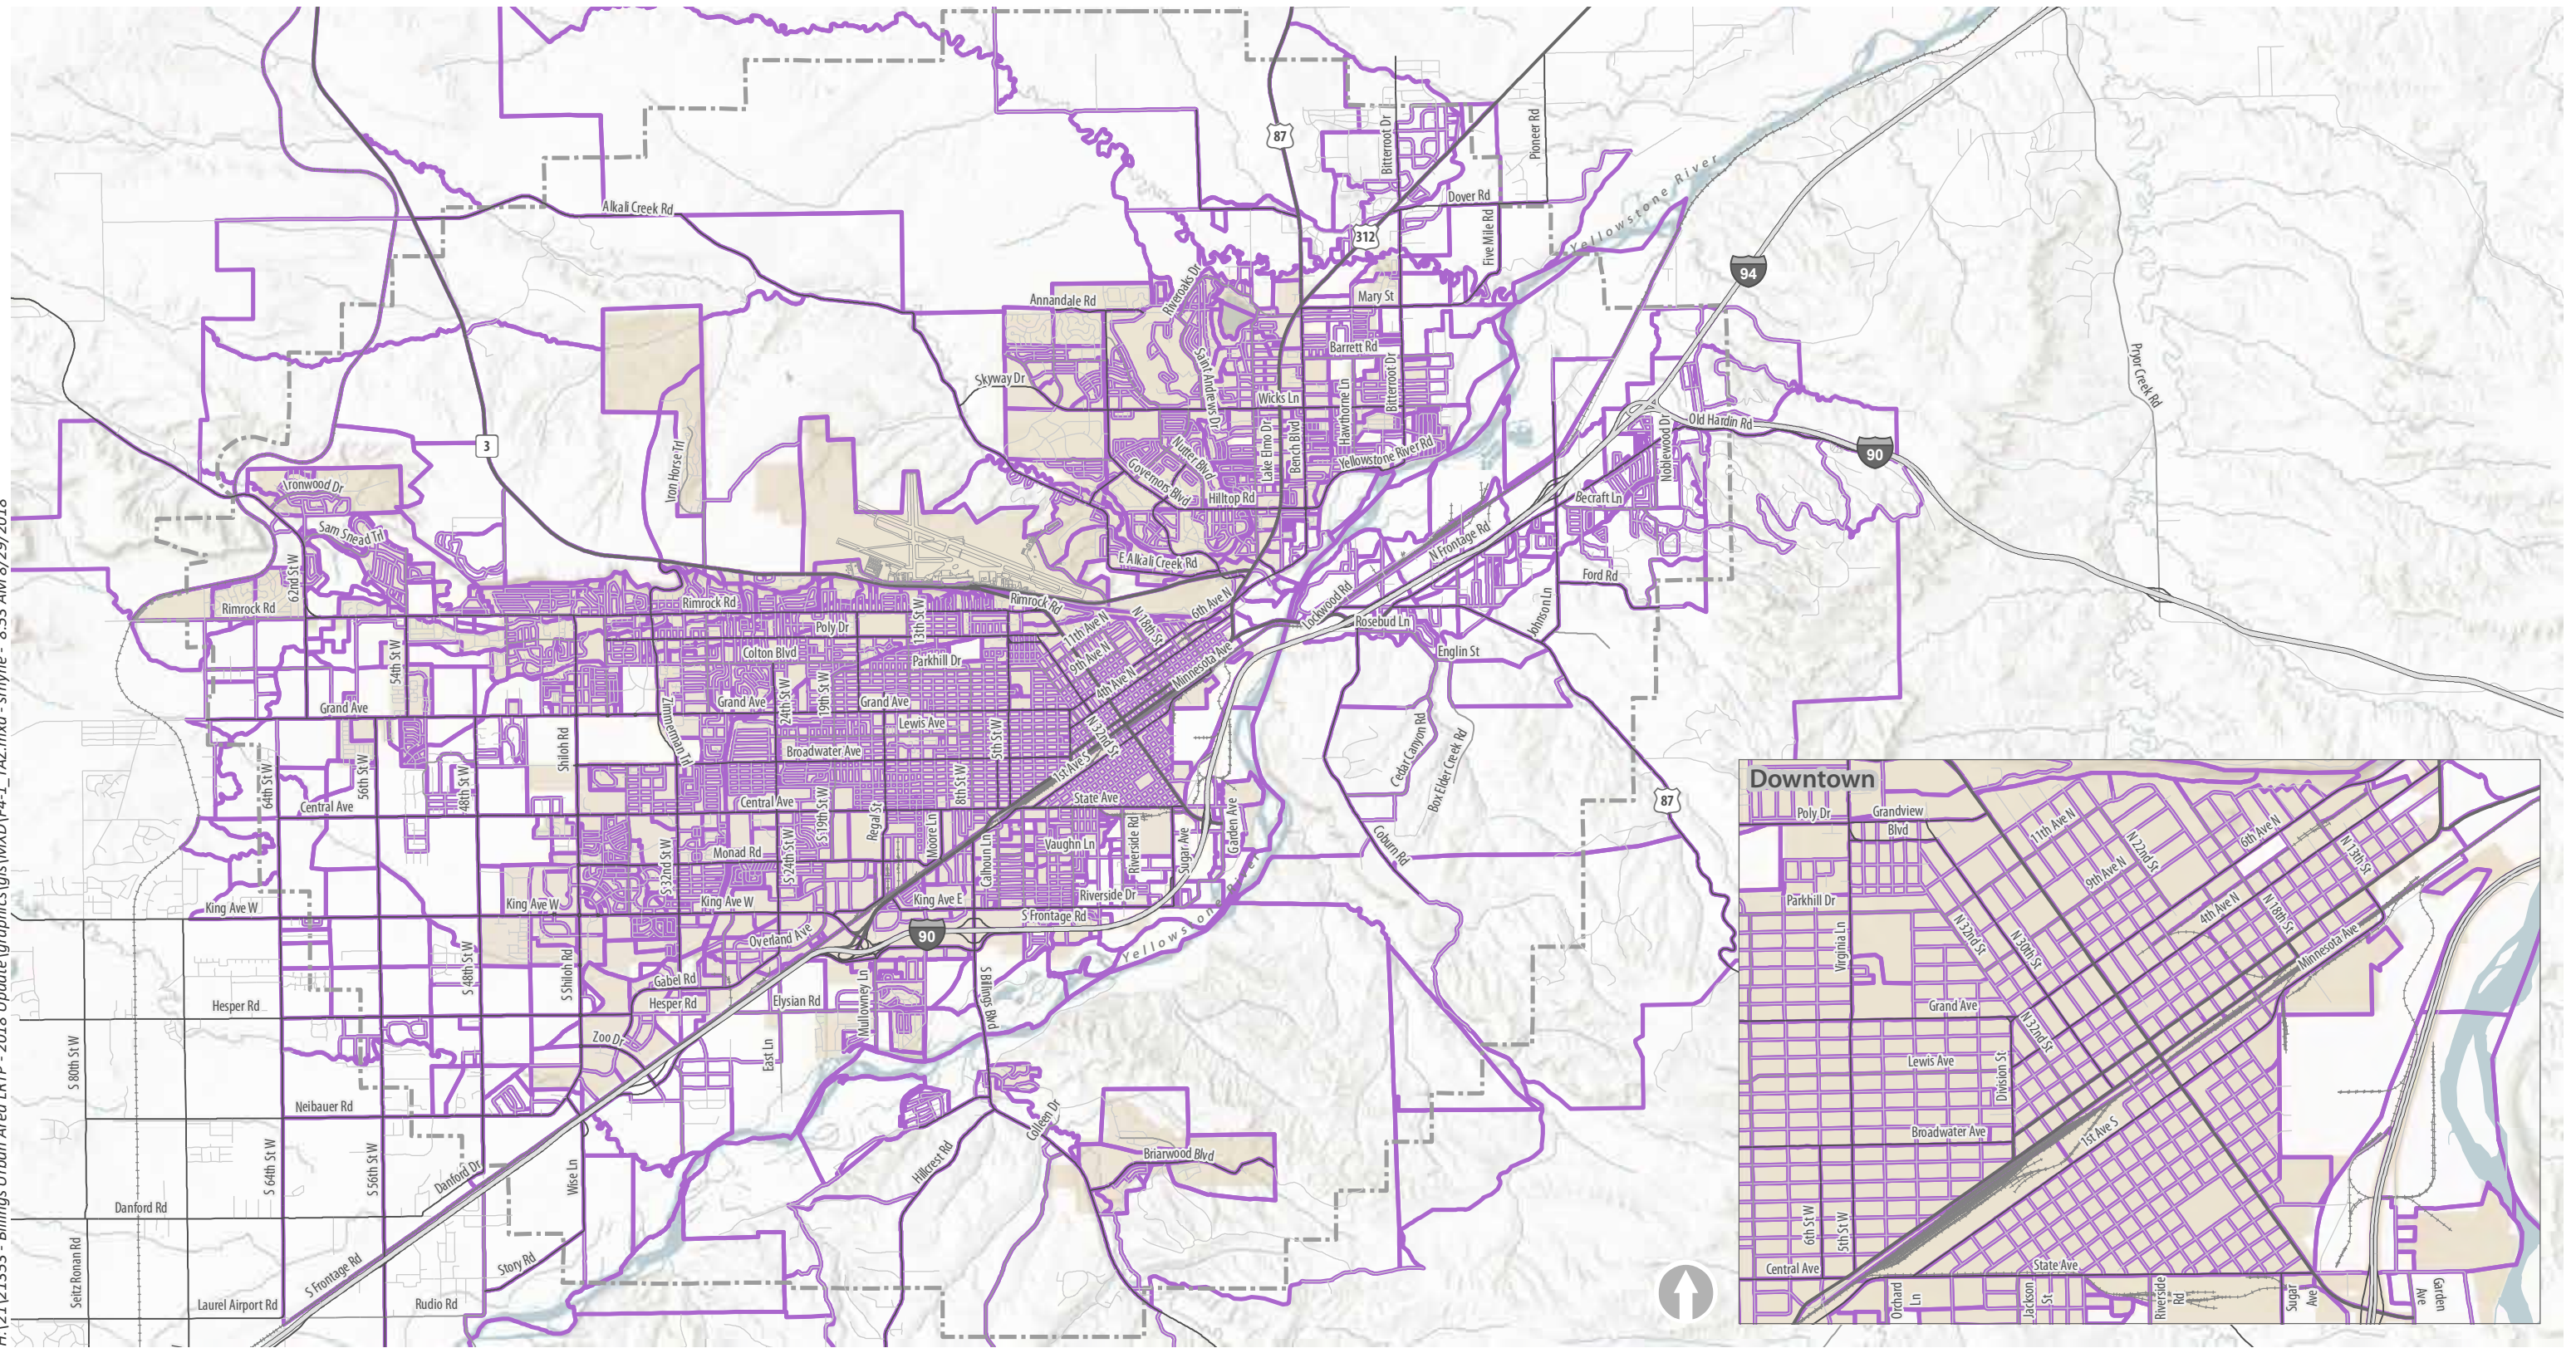 87
Bitterroot Dr
Pioneer Rd
Dover Rd
Alkali Creek Rd
312
Five Mile Rd
Yellowstone River
94
Annandale Rd
Riveroaks Dr
Mary St
Barrett Rd
Saint Andrews Dr
Skyway Dr
Wicks Ln
Hawthorne Ln
Bitterroot Dr
Pryor Creek Rd
3
Lake Elmo Dr
Bench Blvd
Old Hardin Rd
Noblewood Dr
90
Iron Horse Trl
Nutter Blvd
Governors Blvd
Yellowstone River Rd
Ironwood Dr
Hilltop Rd
Becraft Ln
Sam Snead Trl
N Frontage Rd
E Alkali Creek Rd
62nd St W
Ford Rd
Rimrock Rd
Rimrock Rd
Rimrock Rd
13th St W
6th Ave N
Lockwood Rd
Johnson Ln
Poly Dr
11th Ave N
N 18th St
Rosebud Ln
Colton Blvd
Parkhill Dr
9th Ave N
Englin St
54th St W
4th Ave N
Minnesota Ave
Grand Ave
Grand Ave
Grand Ave
24th St W
19th St W
Zimmerman Trl
Lewis Ave
N 32nd St
Cedar Canyon Rd
Box Elder Creek Rd
Shiloh Rd
Broadwater Ave
5th St W
1st Ave S
64th St W
56th St W
48th St W
8th St W
Central Ave
Central Ave
State Ave
87
S 19th St W
Regal St
Moore Ln
Calhoun Ln
Vaughn Ln
Riverside Rd
Sugar Ave
Garden Ave
Coburn Rd
Monad Rd
S 32nd St W
S 24th St W
King Ave W
King Ave W
King Ave W
King Ave E
Riverside Dr
S Frontage Rd
90
Overland Ave
Yellowstone River
S 48th St W
S Shiloh Rd
Gabel Rd
Mullowney Ln
S Billings Blvd
Hesper Rd
Hesper Rd
Elysian Rd
Zoo Dr
East Ln
S 80th St W
Neibauer Rd
Colleen Dr
S 64th St W
S 56th St W
Danford Dr
Wise Ln
Hillcrest Rd
Briarwood Blvd
Danford Rd
Seitz Ronan Rd
S Frontage Rd
Story Rd
Laurel Airport Rd
Rudio Rd
Downtown
Poly Dr
Grandview
Blvd
11th Ave N
N 22nd St
6th Ave N
N 13th St
9th Ave N
Parkhill Dr
4th Ave N
N 18th St
Virginia Ln
N 32nd St
N 30th St
Minnesota Ave
Grand Ave
N 32nd St
Lewis Ave
Division St
Broadwater Ave
1st Ave S
6th St W
5th St W
Central Ave
State Ave
Orchard
Ln
Jackson
St
Riverside
Rd
Sugar
Ave
Garden
Ave